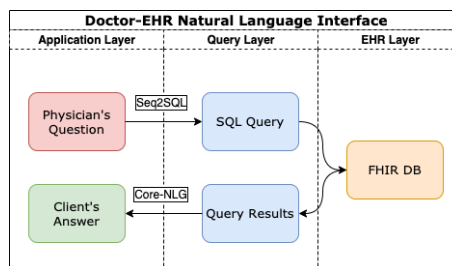 Doctor-EHR Natural Language Interface
Application Layer
Query Layer
EHR Layer
Physician's
Question
Seq2SQL
SQL Query
FHIR DB
Client's
Answer
Core-NLG
Query Results